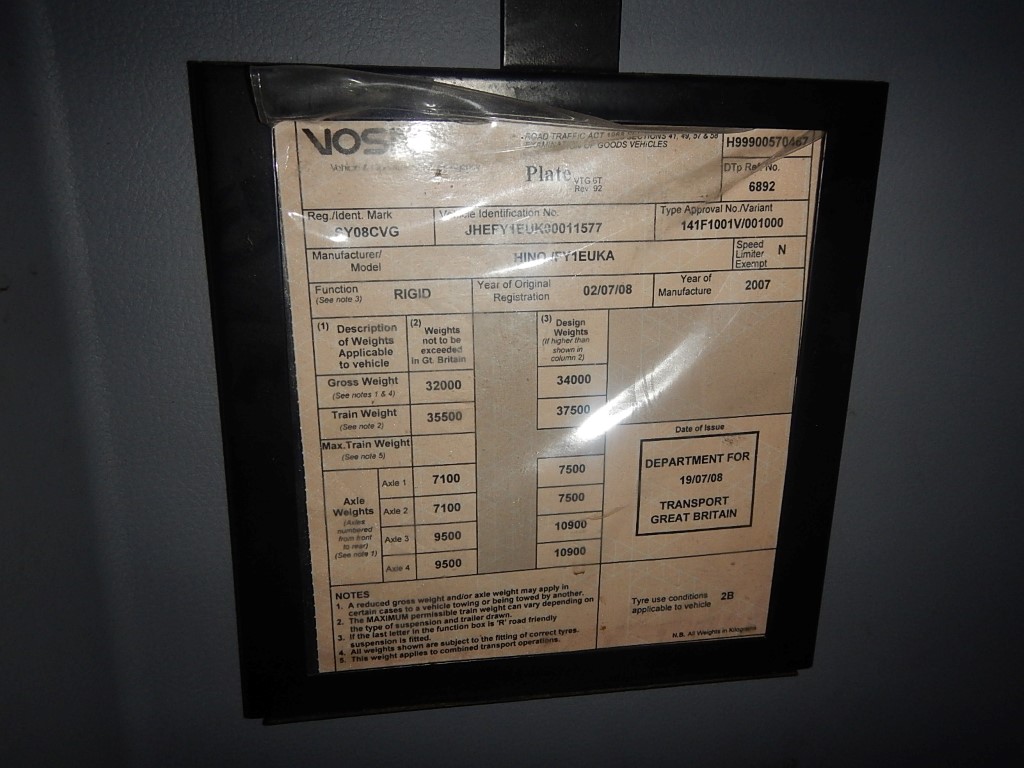 VOS
ROAD TRAFFIC ACT 1988 SECTIONS 41, 49, 57 & 58
OF GOODS VEHICLES
H99900570467
Vehicle &
Plate VTG 6T
Rev. 92
DTp Ref. No.
6892
Reg./Ident. Mark
SY08CVG
Vehicle Identification No.
JHEFY1EUK00011577
Type Approval No./Variant
141F1001V/001000
Manufacturer/
Model
HINO /FY1EUKA
Speed
Limiter
Exempt
N
Function
(See note 3)
RIGID
Year of Original
Registration
02/07/08
Year of
Manufacture
2007
(1) Description
of Weights
Applicable
to vehicle
(2) Weights
not to be
exceeded
in Gt. Britain
(3) Design
Weights
(If higher than
shown in
column 2)
Gross Weight
(See notes 1 & 4)
32000
34000
Train Weight
(See note 2)
35500
37500
Max.Train Weight
(See note 5)
Axle
Weights
(Axles
numbered
from front
to rear)
(See note 1)
Axle 1
7100
7500
Axle 2
7100
7500
Axle 3
9500
10900
Axle 4
9500
10900
Date of Issue
DEPARTMENT FOR
19/07/08
TRANSPORT
GREAT BRITAIN
NOTES
1. A reduced gross weight and/or axle weight may apply in
certain cases to a vehicle towing or being towed by another.
2. The MAXIMUM permissible train weight can vary depending on
the type of suspension and trailer drawn.
3. If the last letter in the function box is 'R' road friendly
suspension is fitted.
4. All weights shown are subject to the fitting of correct tyres.
5. This weight applies to combined transport operations.
Tyre use conditions
applicable to vehicle
2B
N.B. All Weights in Kilograms